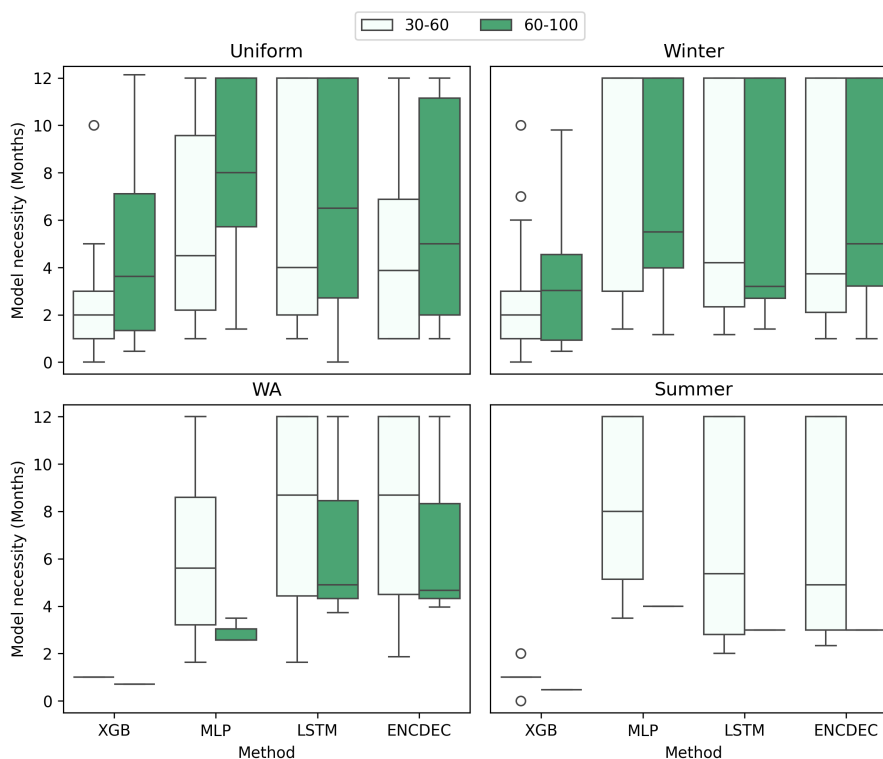 30-60 60-100
Uniform Winter
12
10
8
6
4
2
0
Model necessity (Months)
WA Summer
12
10
8
6
4
2
0
Model necessity (Months)
XGB MLP LSTM ENCDEC XGB MLP LSTM ENCDEC
Method Method